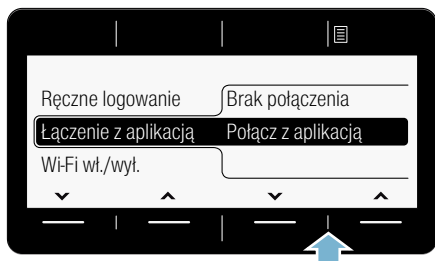 Ręczne logowanie
Brak połączenia
Łączenie z aplikacją
Połącz z aplikacją
Wi-Fi wł./wył.